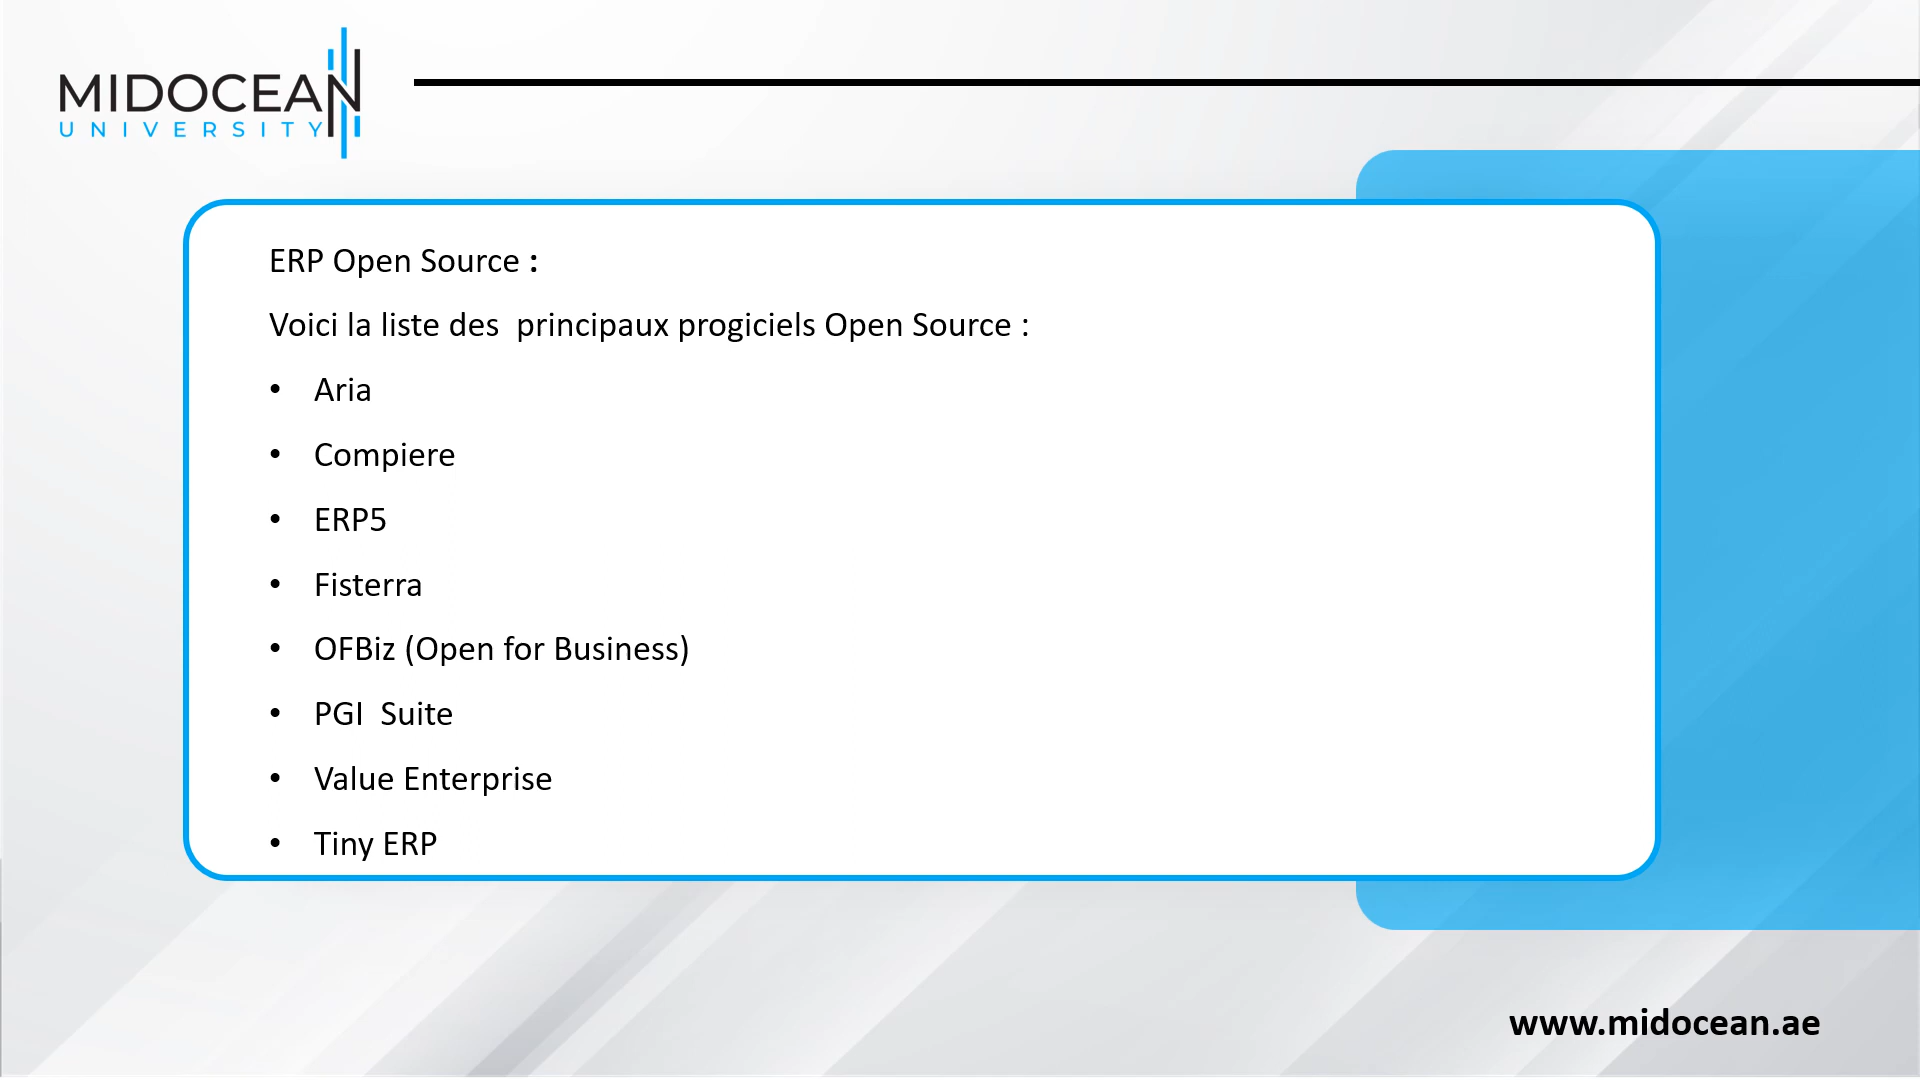 MIDOCEAN
UNIVERSITY
ERP Open Source :
Voici la liste des  principaux progiciels Open Source :
• Aria
• Compiere
• ERP5
• Fisterra
• OFBiz (Open for Business)
• PGI  Suite
• Value Enterprise
• Tiny ERP
www.midocean.ae